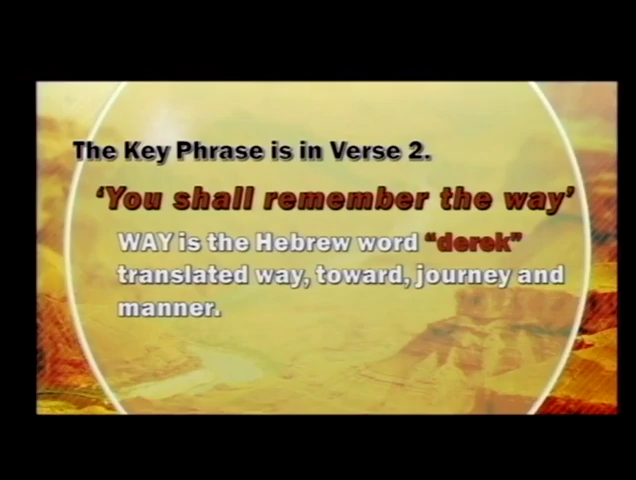 The Key Phrase is in Verse 2.
‘You shall remember the way’
WAY is the Hebrew word “derek”
translated way, toward, journey and
manner.